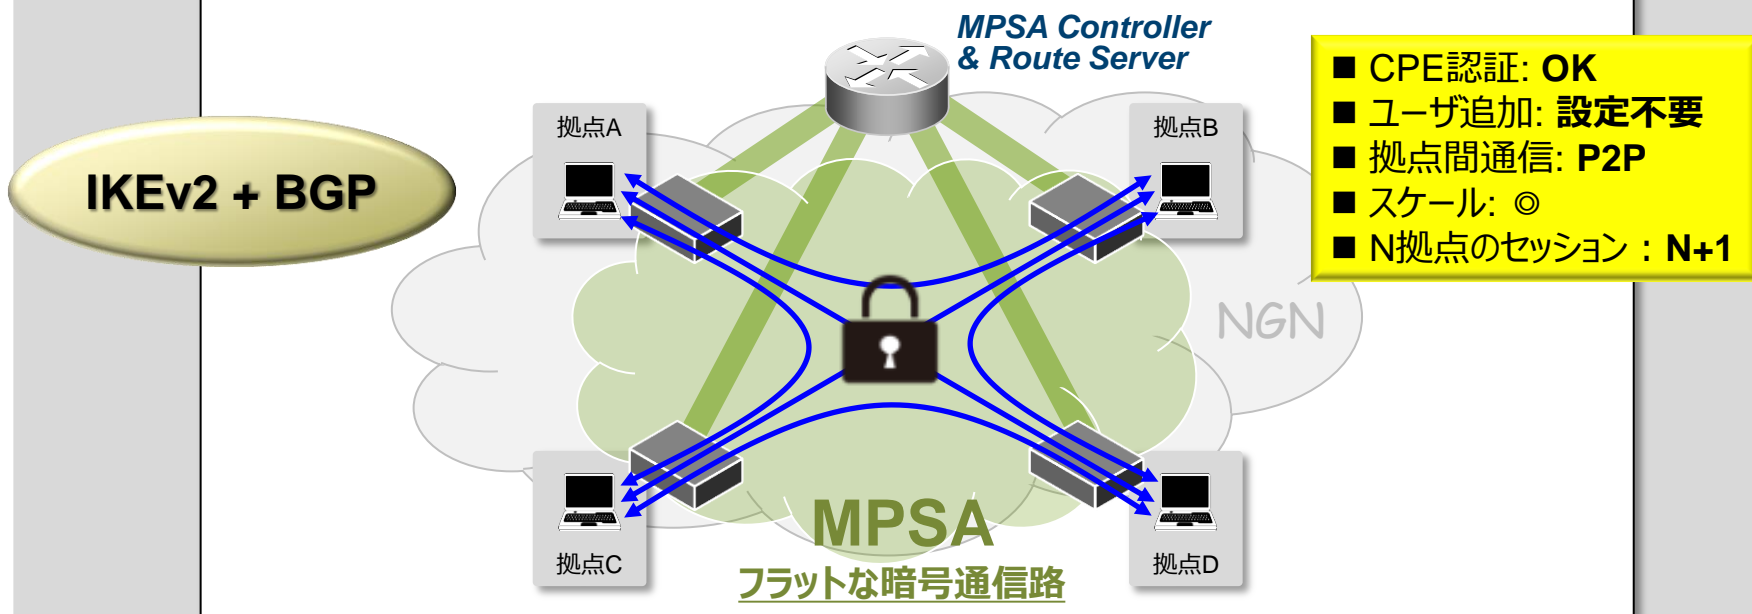 MPSA Controller
& Route Server
■ CPE認証: OK
■ ユーザ追加: 設定不要
■ 拠点間通信: P2P
■ スケール: ◎
■ N拠点のセッション：N+1
拠点A
拠点B
IKEv2 + BGP
NGN
MPSA
拠点C
拠点D
フラットな暗号通信路